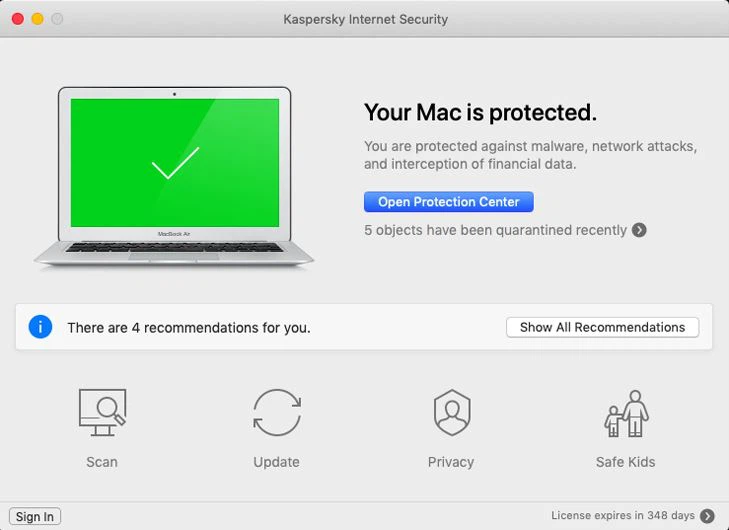 Kaspersky Internet Security
Your Mac is protected.
You are protected against malware, network attacks,
and interception of financial data.
Open Protection Center
5 objects have been quarantined recently
MacBook Air
There are 4 recommendations for you.
Show All Recommendations
Scan
Update
Privacy
Safe Kids
Sign In
License expires in 348 days